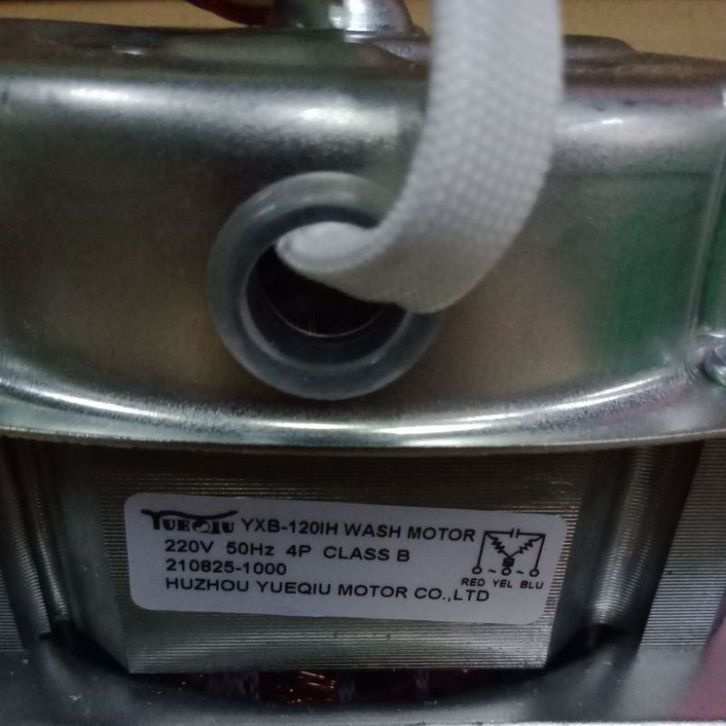 YUEQIU YXB-120IH WASH MOTOR
220V 50Hz 4P CLASS B
210825-1000
HUZHOU YUEQIU MOTOR CO.,LTD
RED YEL BLU